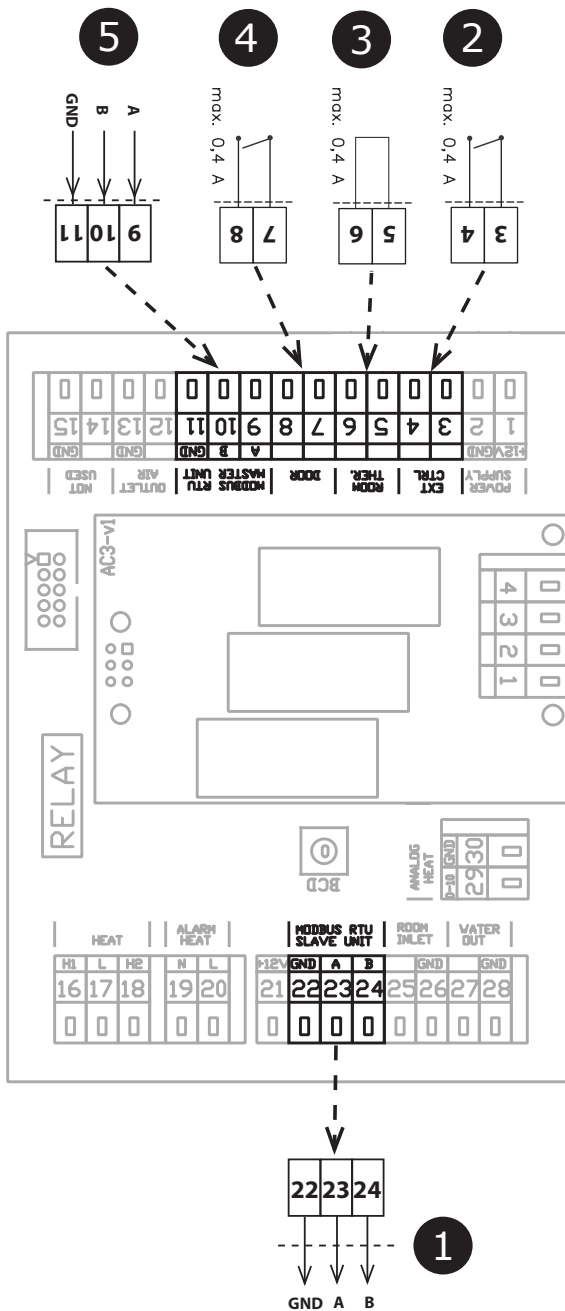 5 4 3 2
GND B A
max. 0,4 A
max. 0,4 A
max. 0,4 A
11 10 9
8 7
6 5
4 3
15 14 13 12 11 10 9 8 7 6 5 4 3 2 1
GND GND GND B A GND +12V
NOT USED
OUTLET AIR
MODBUS RTU MASTER UNIT
DOOR
ROOM THER.
EXT CTRL
POWER SUPPLY
AC3-v1
4
3
2
1
RELAY
0
BCD
ANALOG HEAT
0-10 GND
29 30
HEAT
ALARM HEAT
MODBUS RTU
SLAVE UNIT
ROOM INLET
WATER OUT
H1 L H2 N L +12V GND A B GND GND
16 17 18 19 20 21 22 23 24 25 26 27 28
22 23 24
1
GND A B